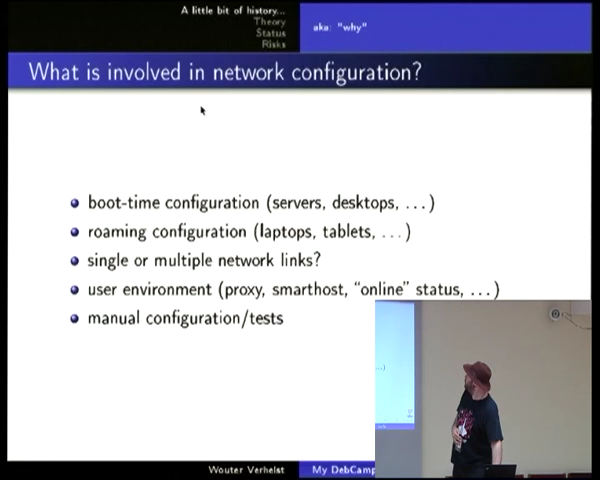 A little bit of history...
Theory
Status
Risks
aka: "why"
What is involved in network configuration?
boot-time configuration (servers, desktops, ...)
roaming configuration (laptops, tablets, ...)
single or multiple network links?
user environment (proxy, smarthost, "online" status, ...)
manual configuration/tests
Wouter Verhelst
My DebCamp